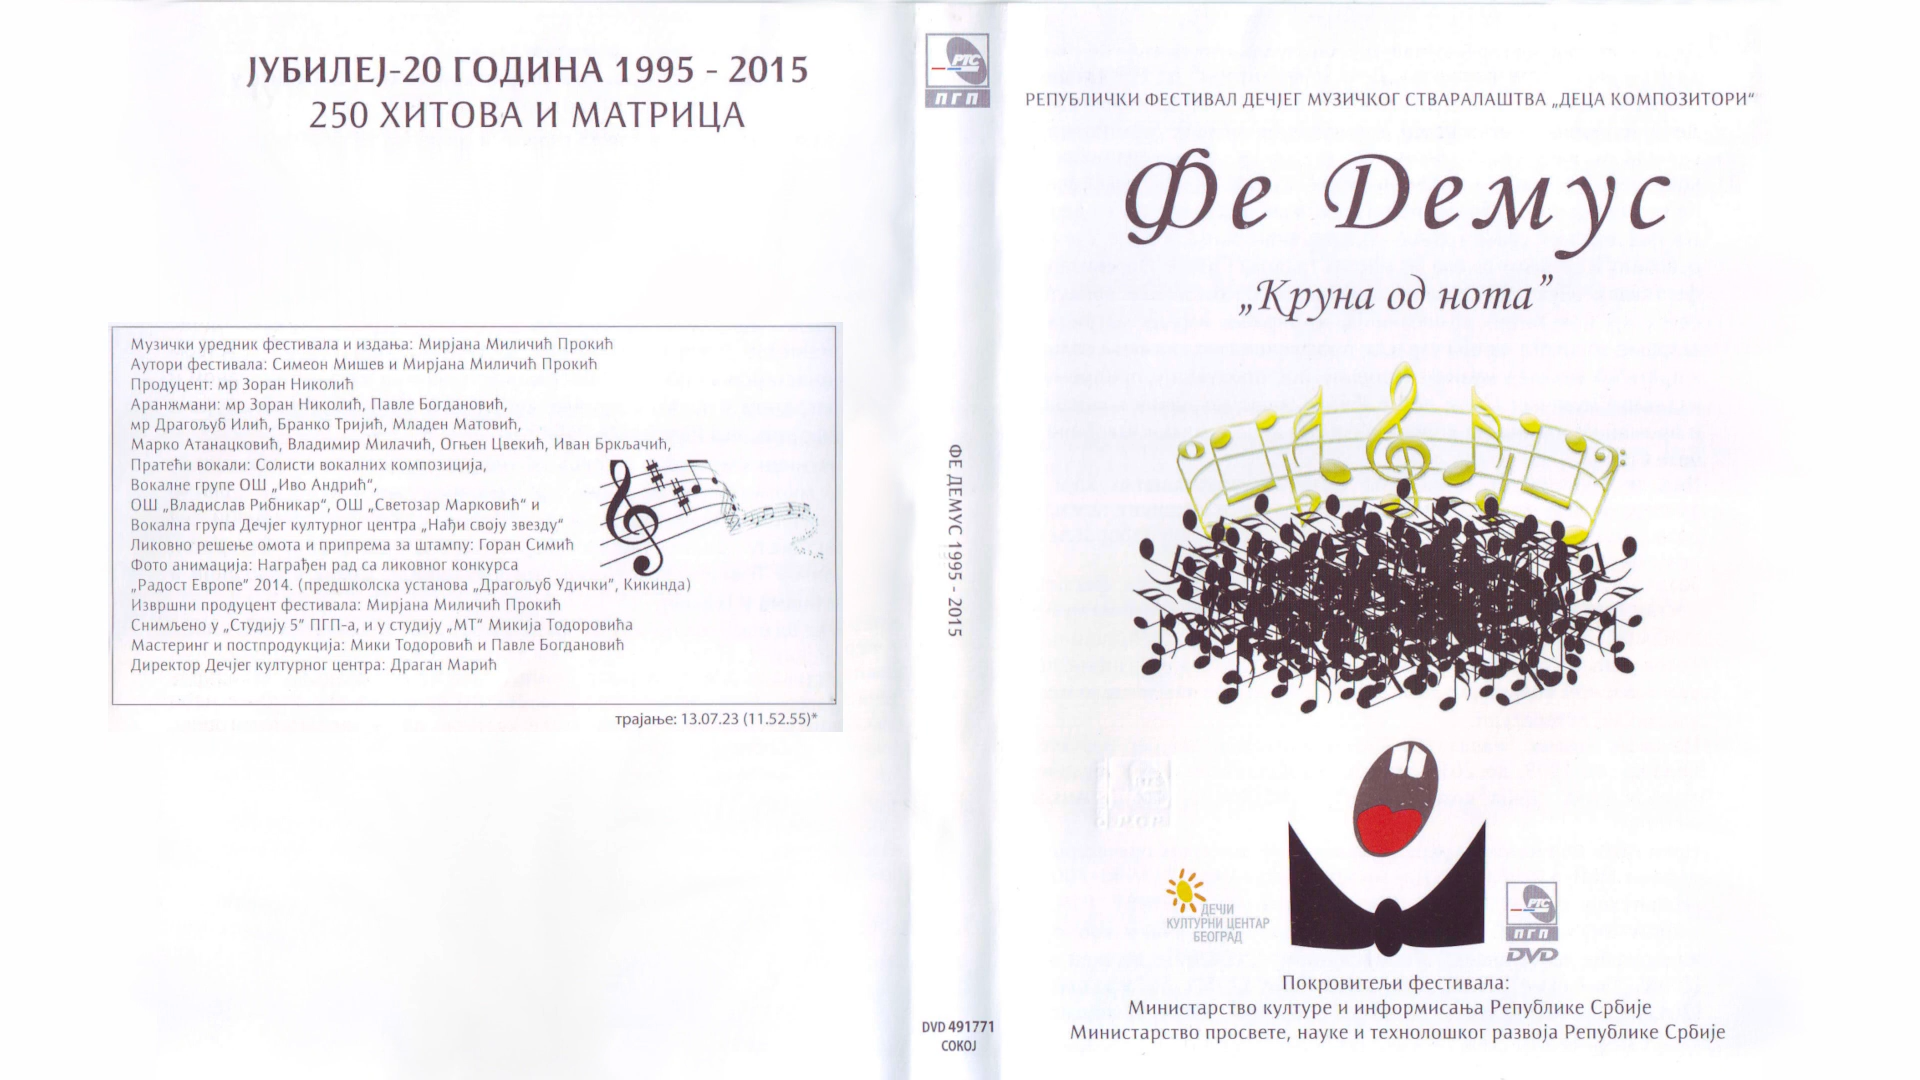 ЈУБИЛЕЈ-20 ГОДИНА 1995 - 2015
250 ХИТОВА И МАТРИЦА
Музички уредник фестивала и издања: Мирјана Миличић Прокић
Аутори фестивала: Симеон Мишев и Мирјана Миличић Прокић
Продуцент: мр Зоран Николић
Аранжмани: мр Зоран Николић, Павле Богдановић,
мр Драгољуб Илић, Бранко Тријић, Младен Матовић,
Марко Атанацковић, Владимир Милачић, Огњен Цвекић, Иван Бркљачић,
Пратећи вокали: Солисти вокалних композиција,
Вокалне групе ОШ „Иво Андрић“,
ОШ „Владислав Рибникар“, ОШ „Светозар Марковић“ и
Вокална група Дечјег културног центра „Нађи своју звезду“
Ликовно решење омота и припрема за штампу: Горан Симић
Фото анимација: Награђен рад са ликовног конкурса
„Радост Европе” 2014. (предшколска установа „Драгољуб Удички”, Кикинда)
Извршни продуцент фестивала: Мирјана Миличић Прокић
Снимљено у „Студију 5” ПГП-а, и у студију „МТ“ Микија Тодоровића
Мастеринг и постпродукција: Мики Тодоровић и Павле Богдановић
Директор Дечјег културног центра: Драган Марић
трајање: 13.07.23 (11.52.55)*
РТС
ПГП
ФЕ ДЕМУС 1995 - 2015
DVD 491771
СОКОЈ
РЕПУБЛИЧКИ ФЕСТИВАЛ ДЕЧЈЕГ МУЗИЧКОГ СТВАРАЛАШТВА „ДЕЦА КОМПОЗИТОРИ“
Фе Демус
„Круна од нота”
ДЕЧЈИ
КУЛТУРНИ ЦЕНТАР
БЕОГРАД
РТС
ПГП
DVD
Покровитељи фестивала:
Министарство културе и информисања Републике Србије
Министарство просвете, науке и технолошког развоја Републике Србије